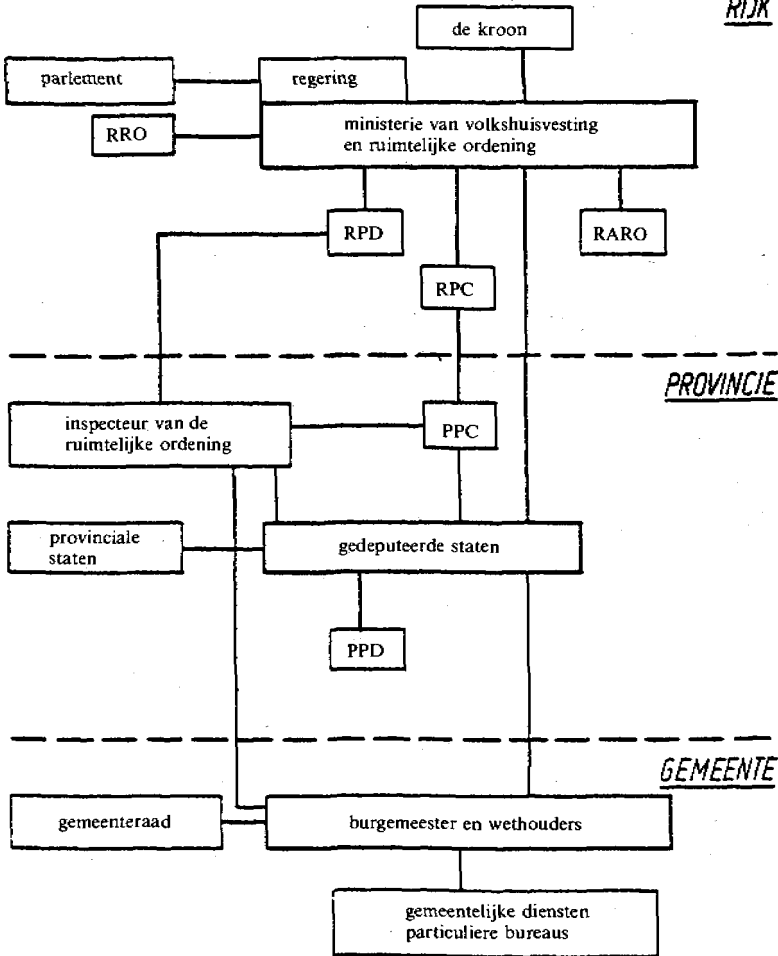 RIJK
de kroon
parlement
regering
RRO
ministerie van volkshuisvesting
en ruimtelijke ordening
RPD
RARO
RPC
PROVINCIE
inspecteur van de
ruimtelijke ordening
PPC
provinciale
staten
gedeputeerde staten
PPD
GEMEENTE
gemeenteraad
burgemeester en wethouders
gemeentelijke diensten
particuliere bureaus